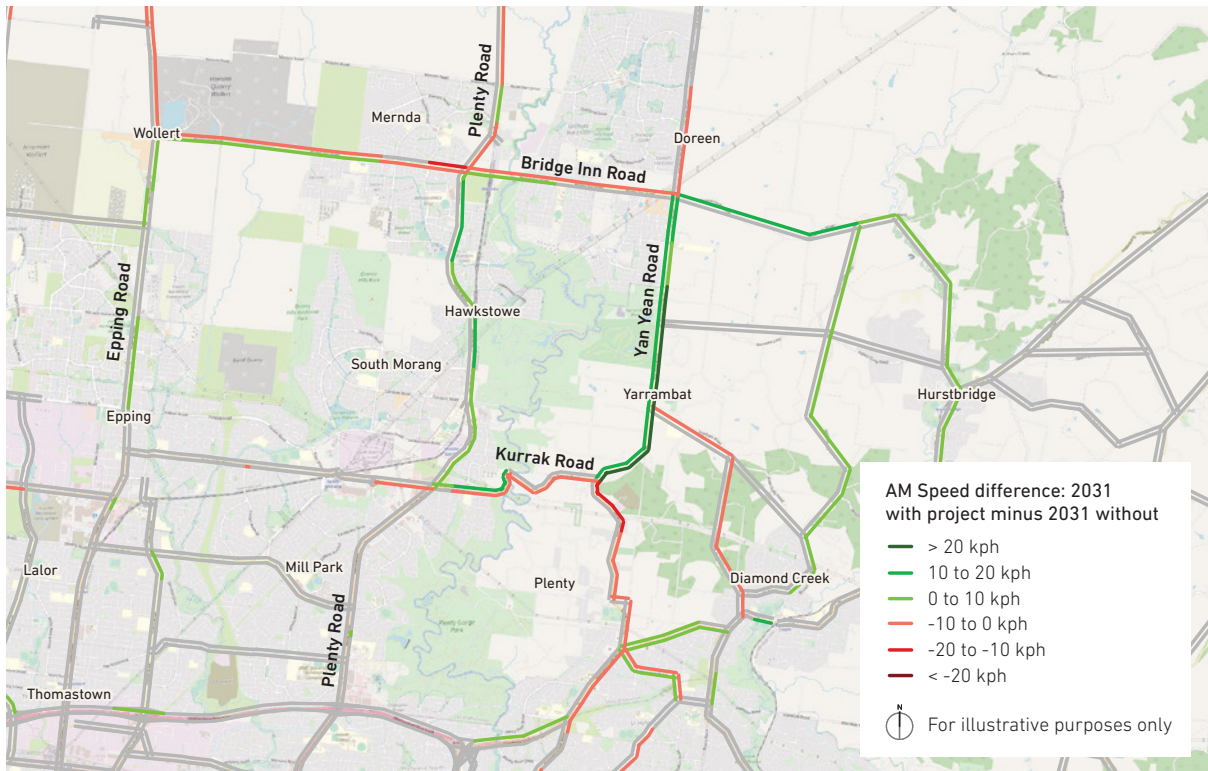 Plenty Road
Mernda
Wollert
Doreen
Bridge Inn Road
Epping Road
Yan Yean Road
Hawkstowe
South Morang
Yarrambat
Hurstbridge
Epping
Kurrak Road
AM Speed difference: 2031
with project minus 2031 without
> 20 kph
10 to 20 kph
0 to 10 kph
-10 to 0 kph
-20 to -10 kph
< -20 kph
N
For illustrative purposes only
Lalor
Mill Park
Plenty
Diamond Creek
Plenty Road
Thomastown